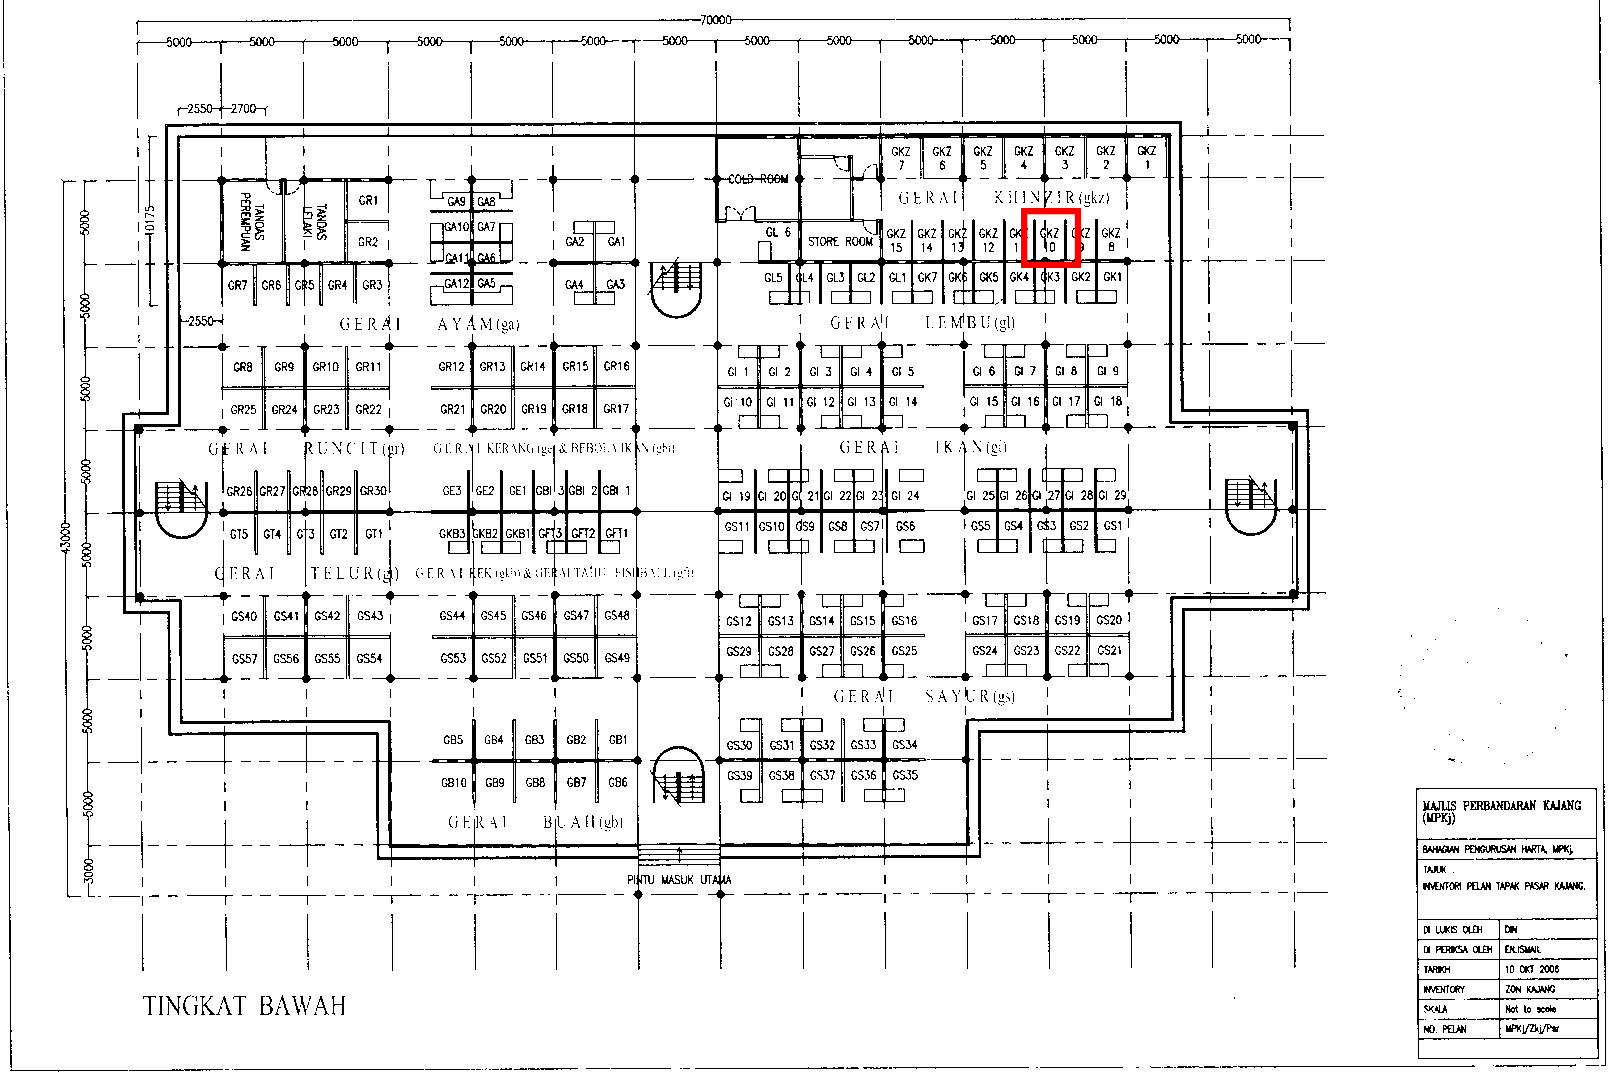 70000
5000 5000 5000 5000 5000 5000 5000 5000 5000 5000 5000 5000 5000 5000
2550 2700
GKZ 7 GKZ 6 GKZ 5 GKZ 4 GKZ 3 GKZ 2 GKZ 1
COLD ROOM
GERAI KHINZIR(gkz)
TANDAS PEREMPUAN
TANDAS LELAKI
GR1
GR2
GA9 GA8
GA10 GA7
GA11 GA6
GA12 GA5
GA2 GA1
GA4 GA3
GL 6
STORE ROOM
GKZ 15 GKZ 14 GKZ 13 GKZ 12 GKZ 10 GKZ 8
GR7 GR6 GR5 GR4 GR3
GL5 GL4 GL3 GL2 GL1 GK7 GK6 GK5 GK4 GK3 GK2 GK1
10175
2550
GERAI AYAM(ga)
GERAI LEMBU(gl)
GR8 GR9 GR10 GR11 GR12 GR13 GR14 GR15 GR16
GI 1 GI 2 GI 3 GI 4 GI 5 GI 6 GI 7 GI 8 GI 9
GR25 GR24 GR23 GR22 GR21 GR20 GR19 GR18 GR17
GI 10 GI 11 GI 12 GI 13 GI 14 GI 15 GI 16 GI 17 GI 18
GERAI RUNCIT(gr)
GERAI KERANG(ge) & BEBOLA IKAN(gbi)
GERAI IKAN(gi)
GR26 GR27 GR28 GR29 GR30 GE3 GE2 GE1 GBI 3 GBI 2 GBI 1
GI 19 GI 20 GI 21 GI 22 GI 23 GI 24 GI 25 GI 26 GI 27 GI 28 GI 29
GT5 GT4 GT3 GT2 GT1 GKB3 GKB2 GKB1 GFT3 GFT2 GFT1
GS11 GS10 GS9 GS8 GS7 GS6 GS5 GS4 GS3 GS2 GS1
GERAI TELUR(gt)
GERAI KEK(gkb) & GERAI TAHU FISHBALL(gft)
GS40 GS41 GS42 GS43 GS44 GS45 GS46 GS47 GS48
GS12 GS13 GS14 GS15 GS16 GS17 GS18 GS19 GS20
GS57 GS56 GS55 GS54 GS53 GS52 GS51 GS50 GS49
GS29 GS28 GS27 GS26 GS25 GS24 GS23 GS22 GS21
GERAI SAYUR(gs)
GB5 GB4 GB3 GB2 GB1
GS30 GS31 GS32 GS33 GS34
GB10 GB9 GB8 GB7 GB6
GS39 GS38 GS37 GS36 GS35
GERAI BUAH(gb)
PINTU MASUK UTAMA
5000 5000 5000 5000 5000 5000 5000 5000 3000
43000
TINGKAT BAWAH
MAJLIS PERBANDARAN KAJANG
(MPKj)
BAHAGIAN PENGURUSAN HARTA, MPKj.
TAJUK :
INVENTORI PELAN TAPAK PASAR KAJANG.
DI LUKIS OLEH DIN
DI PERIKSA OLEH EN.ISMAIL
TARIKH 10 OKT 2006
INVENTORY ZON KAJANG
SKALA Not to scale
NO. PELAN MPKj/Zkj/Psr